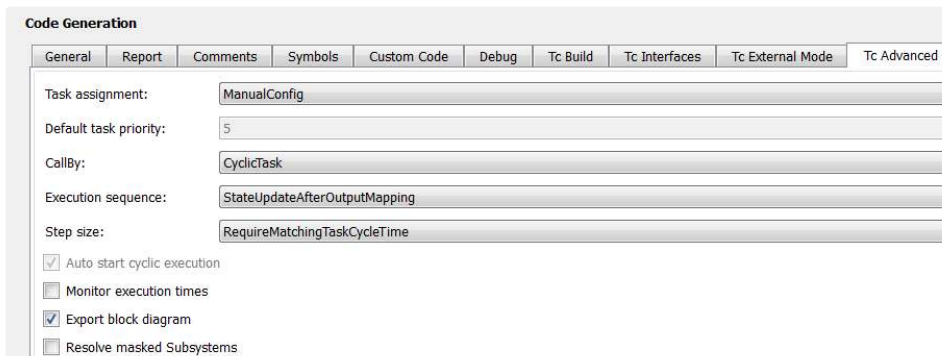 Code Generation
General Report Comments Symbols Custom Code Debug Tc Build Tc Interfaces Tc External Mode Tc Advanced
Task assignment: ManualConfig
Default task priority: 5
CallBy: CyclicTask
Execution sequence: StateUpdateAfterOutputMapping
Step size: RequireMatchingTaskCycleTime
Auto start cyclic execution
Monitor execution times
Export block diagram
Resolve masked Subsystems